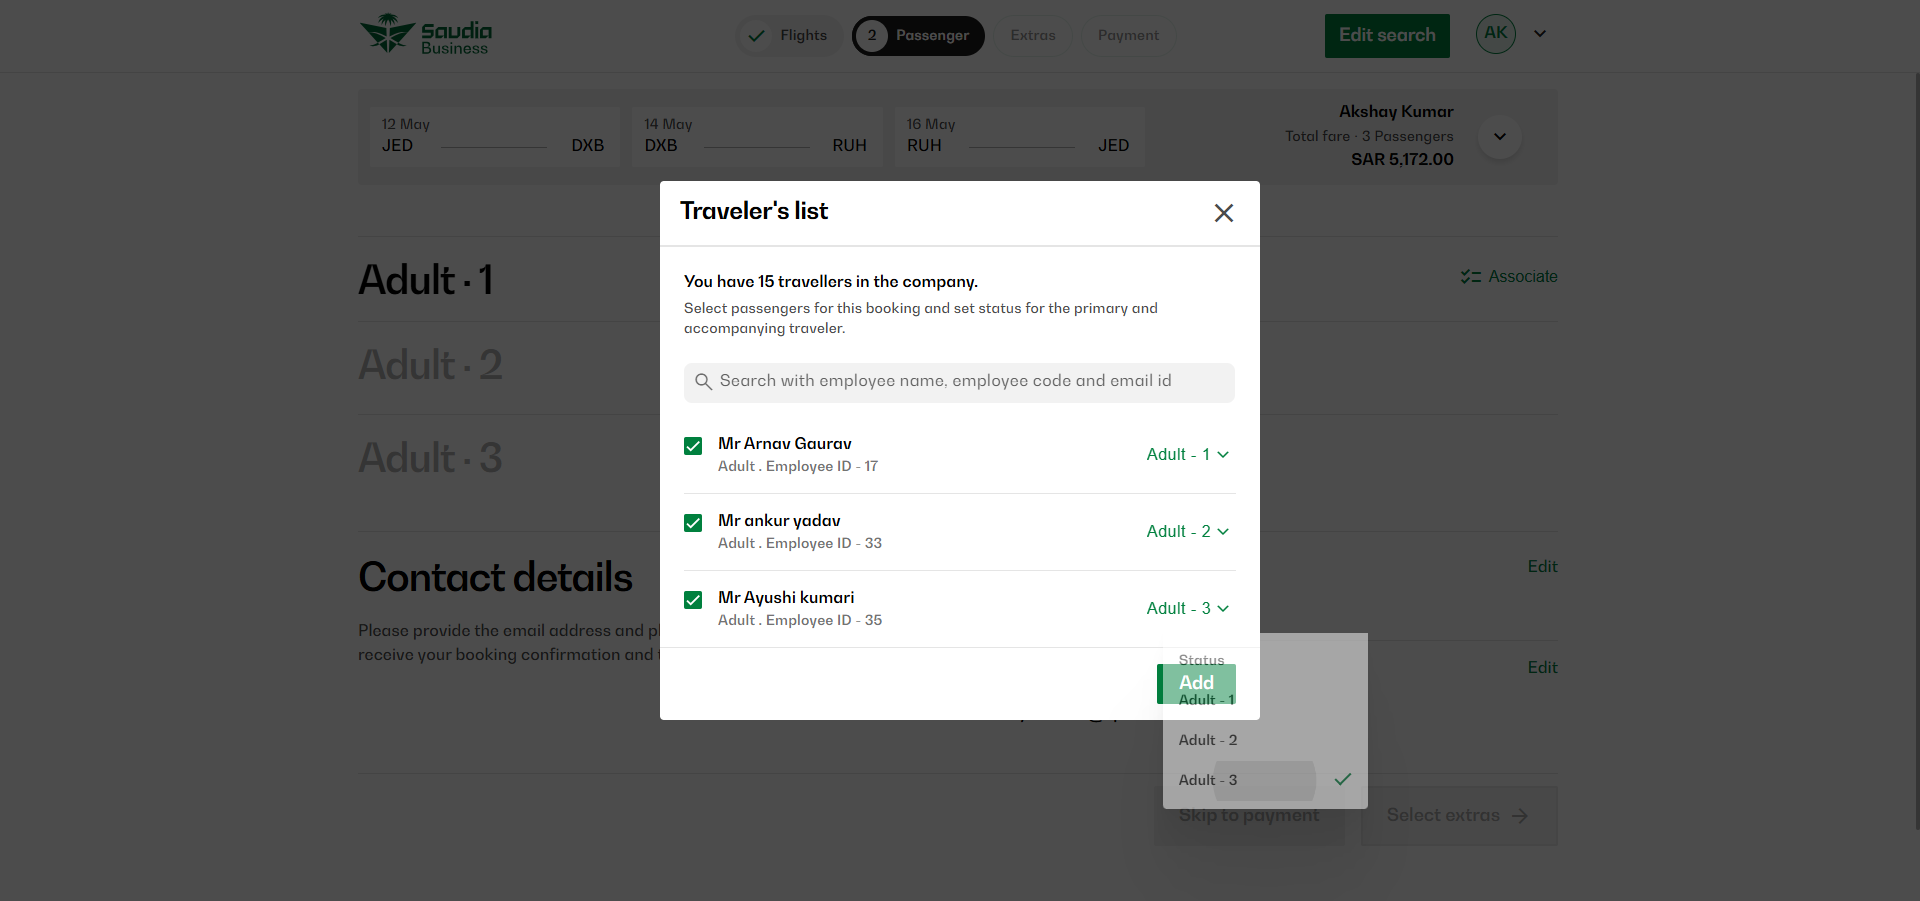 Saudia
Business
Flights
2 Passenger
Extras
Payment
Edit search
AK
12 May
JED DXB
14 May
DXB RUH
16 May
RUH JED
Akshay Kumar
Total fare · 3 Passengers
SAR 5,172.00
Traveler's list
Adult · 1
Associate
Adult · 2
Adult · 3
You have 15 travellers in the company.
Select passengers for this booking and set status for the primary and
accompanying traveler.
Search with employee name, employee code and email id
Mr Arnav Gaurav
Adult . Employee ID - 17
Adult - 1
Mr ankur yadav
Adult . Employee ID - 33
Adult - 2
Mr Ayushi kumari
Adult . Employee ID - 35
Adult - 3
Contact details
Edit
Please provide the email address and
receive your booking confirmation and
Edit
Status
Add
Adult - 1
Adult - 2
Adult - 3
Skip to payment
Select extras